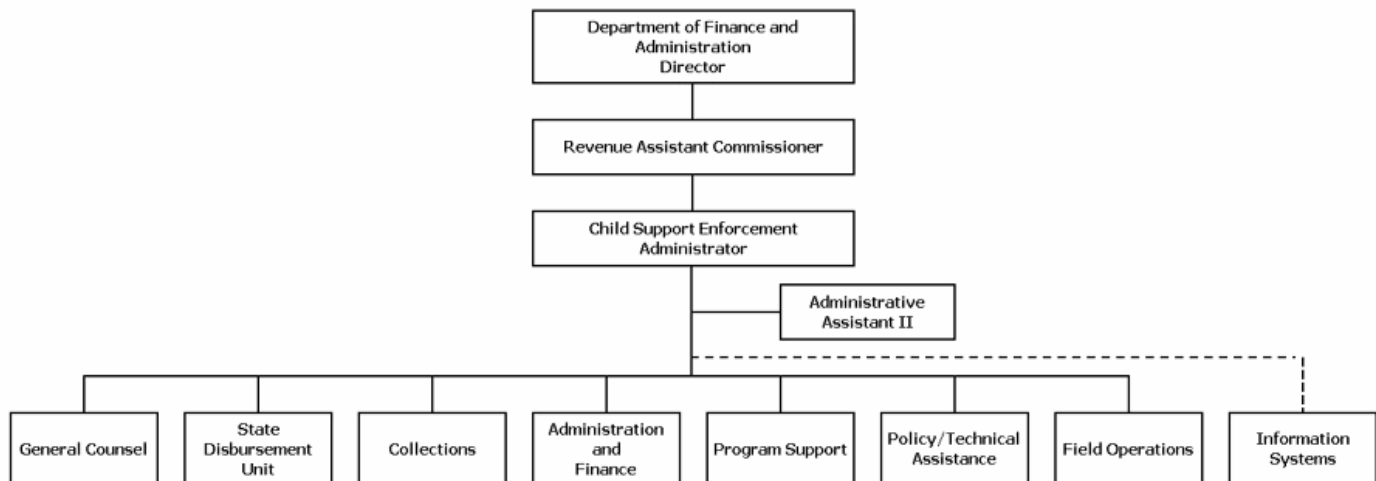 Department of Finance and
Administration
Director
Revenue Assistant Commissioner
Child Support Enforcement
Administrator
Administrative
Assistant II
General Counsel
State
Disbursement
Unit
Collections
Administration
and
Finance
Program Support
Policy/Technical
Assistance
Field Operations
Information
Systems